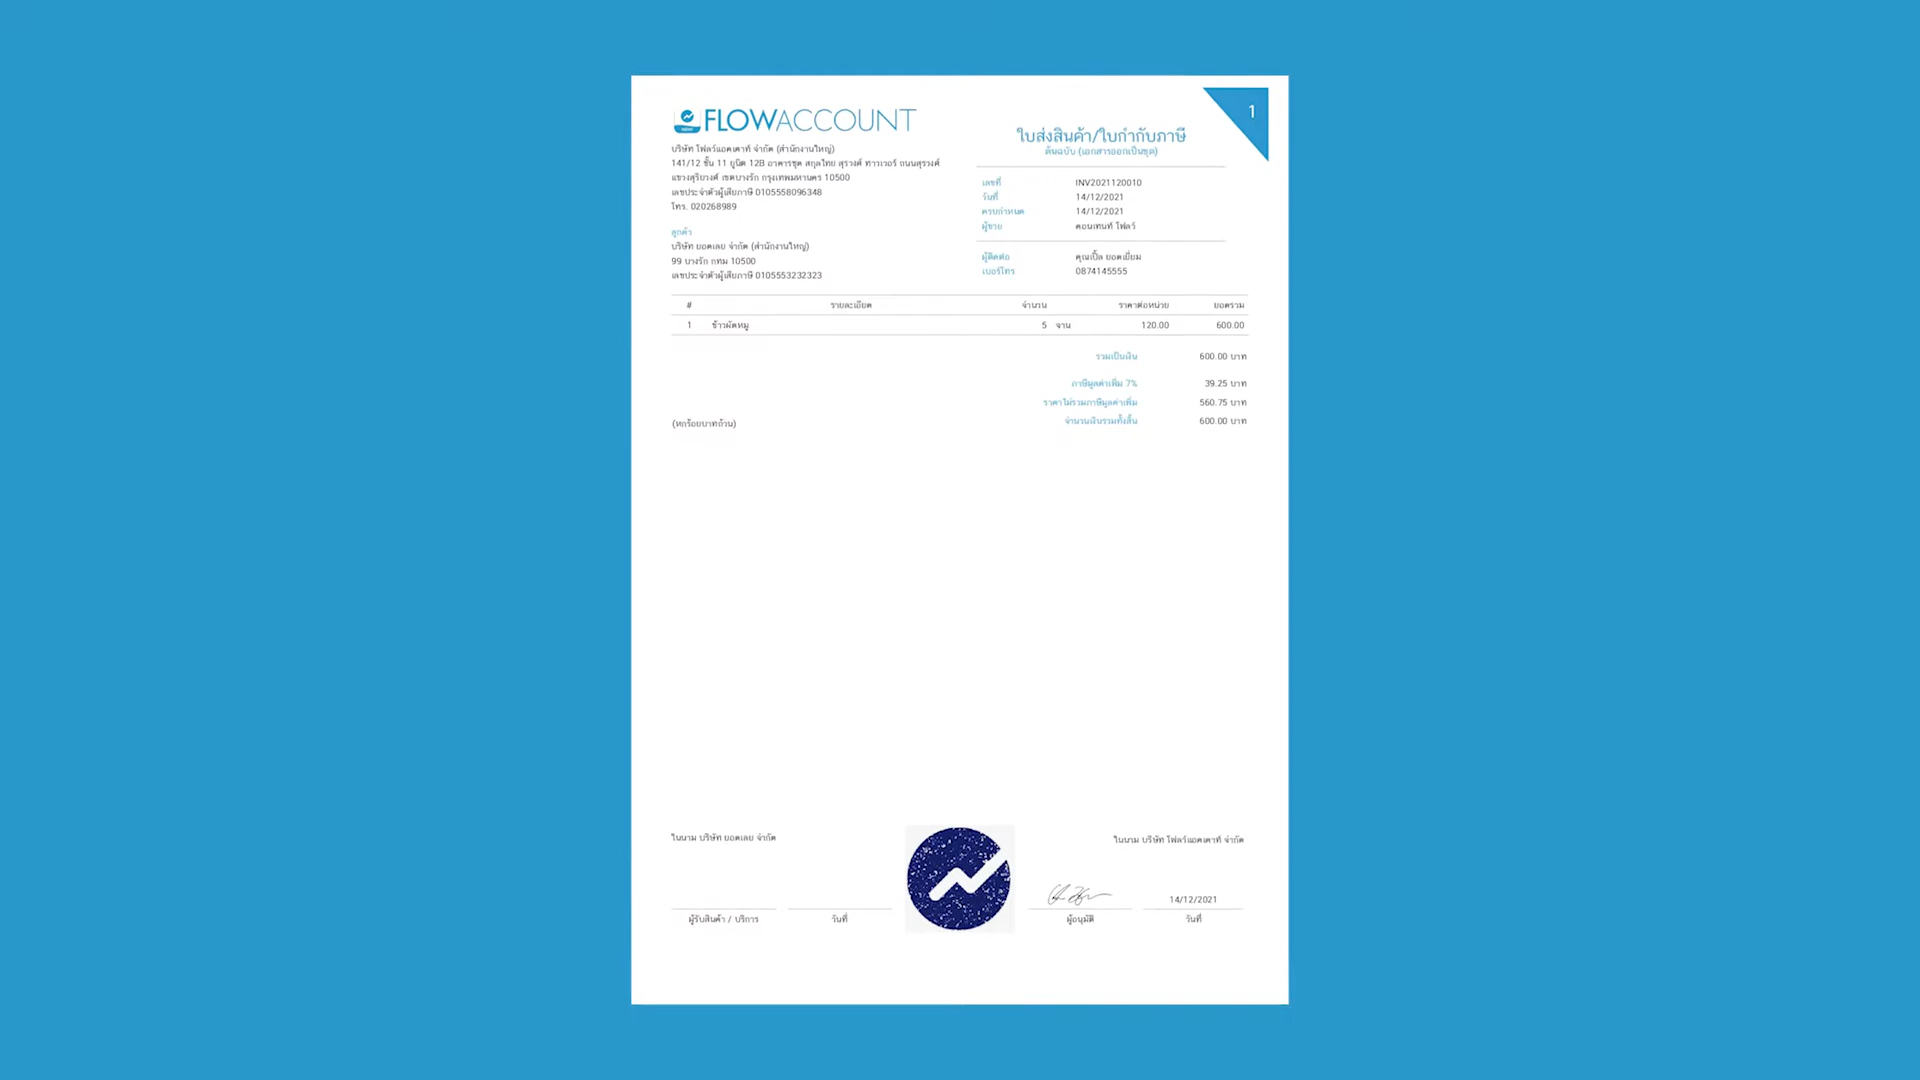 FLOWACCOUNT
1
ใบส่งสินค้า/ใบกำกับภาษี
ต้นฉบับ (เอกสารออกเป็นชุด)
บริษัท โฟลว์แอคเคาท์ จำกัด (สำนักงานใหญ่)
141/12 ชั้น 11 ยูนิต 12B อาคารชุด สกุลไทย สุรวงศ์ ทาวเวอร์ ถนนสุรวงศ์
แขวงสุริยวงศ์ เขตบางรัก กรุงเทพมหานคร 10500
เลขประจำตัวผู้เสียภาษี 0105558096348
โทร. 020268989
เลขที่ INV2021120010
วันที่ 14/12/2021
ครบกำหนด 14/12/2021
ผู้ขาย คอนเทนท์ โฟลว์
ลูกค้า
บริษัท ยอดเลย จำกัด (สำนักงานใหญ่)
99 บางรัก กทม 10500
เลขประจำตัวผู้เสียภาษี 0105553232323
ผู้ติดต่อ คุณเปิ้ล ยอดเยี่ยม
เบอร์โทร 0874145555
# รายละเอียด จำนวน ราคาต่อหน่วย ยอดรวม
1 ข้าวผัดหมู 5 จาน 120.00 600.00
รวมเป็นเงิน 600.00 บาท
ภาษีมูลค่าเพิ่ม 7% 39.25 บาท
ราคาไม่รวมภาษีมูลค่าเพิ่ม 560.75 บาท
จำนวนเงินรวมทั้งสิ้น 600.00 บาท
(หกร้อยบาทถ้วน)
ในนาม บริษัท ยอดเลย จำกัด
ในนาม บริษัท โฟลว์แอคเคาท์ จำกัด
14/12/2021
ผู้รับสินค้า / บริการ วันที่ ผู้อนุมัติ วันที่